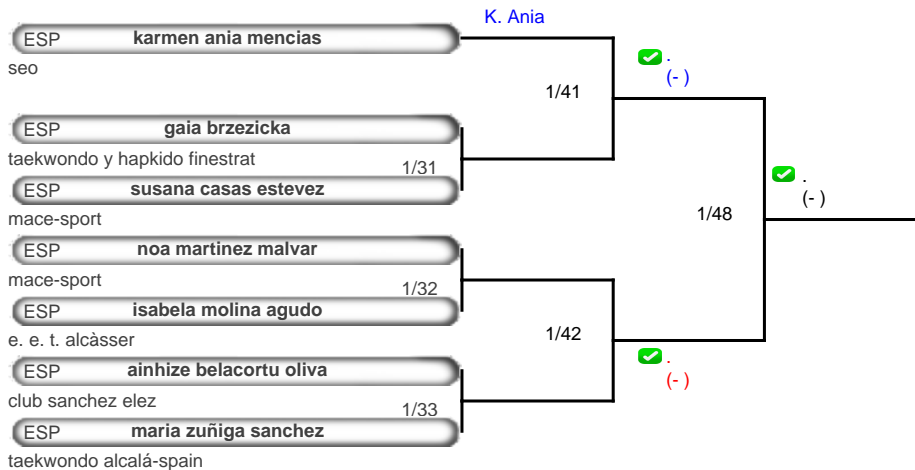 K. Ania
ESP karmen ania mencias
seo
.
(- )
1/41
ESP gaia brzezicka
taekwondo y hapkido finestrat
1/31
ESP susana casas estevez
mace-sport
.
(- )
1/48
ESP noa martinez malvar
mace-sport
1/32
ESP isabela molina agudo
e. e. t. alcàsser
1/42
ESP ainhize belacortu oliva
.
(- )
club sanchez elez
1/33
ESP maria zuñiga sanchez
taekwondo alcalá-spain